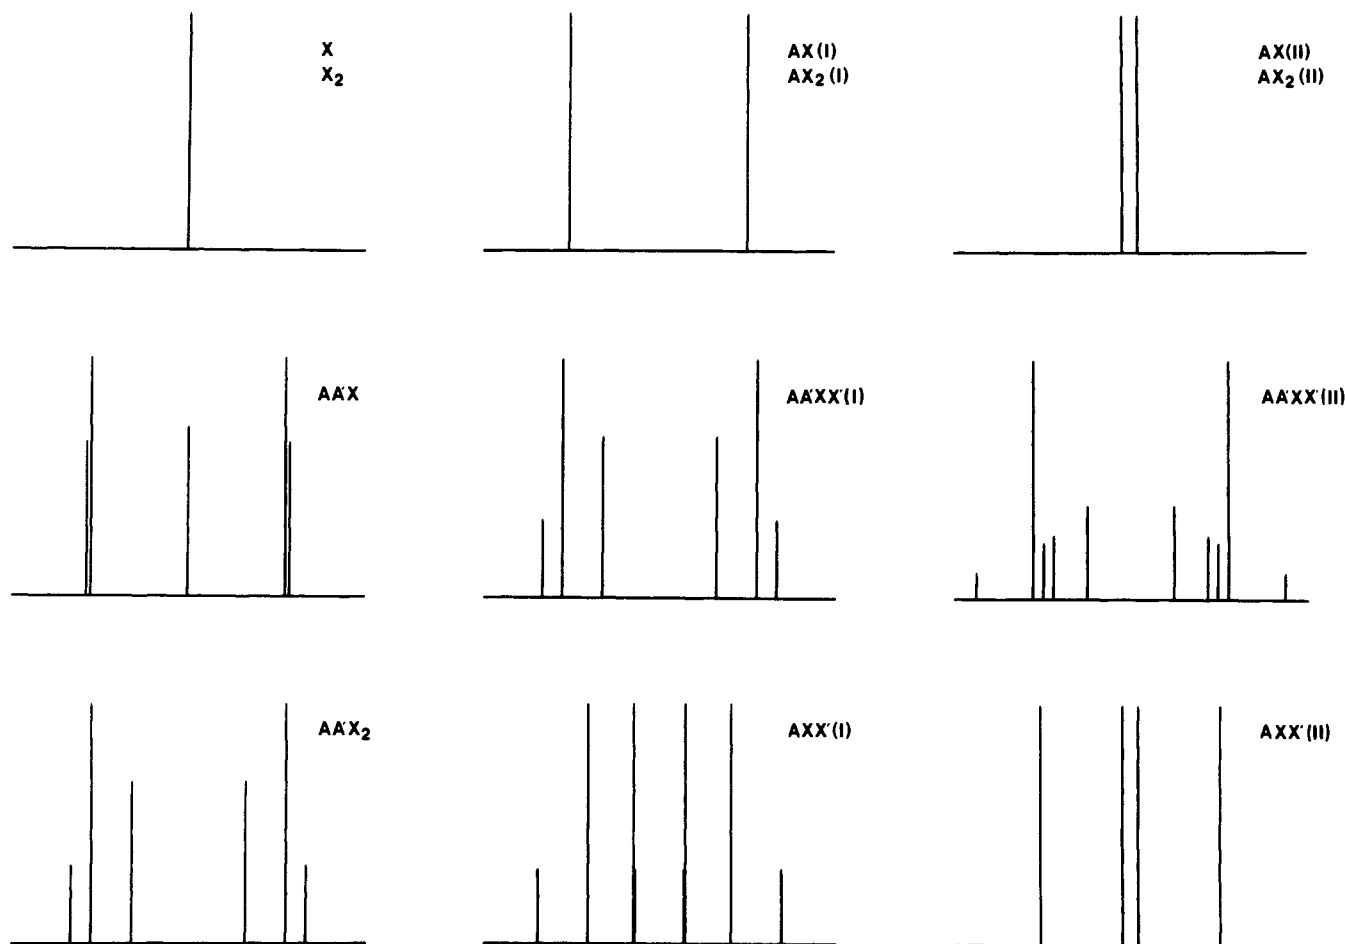 X
X₂
AX(I)
AX₂(I)
AX(II)
AX₂(II)
AA'X
AA'XX'(I)
AA'XX'(II)
AA'X₂
AXX'(I)
AXX'(II)